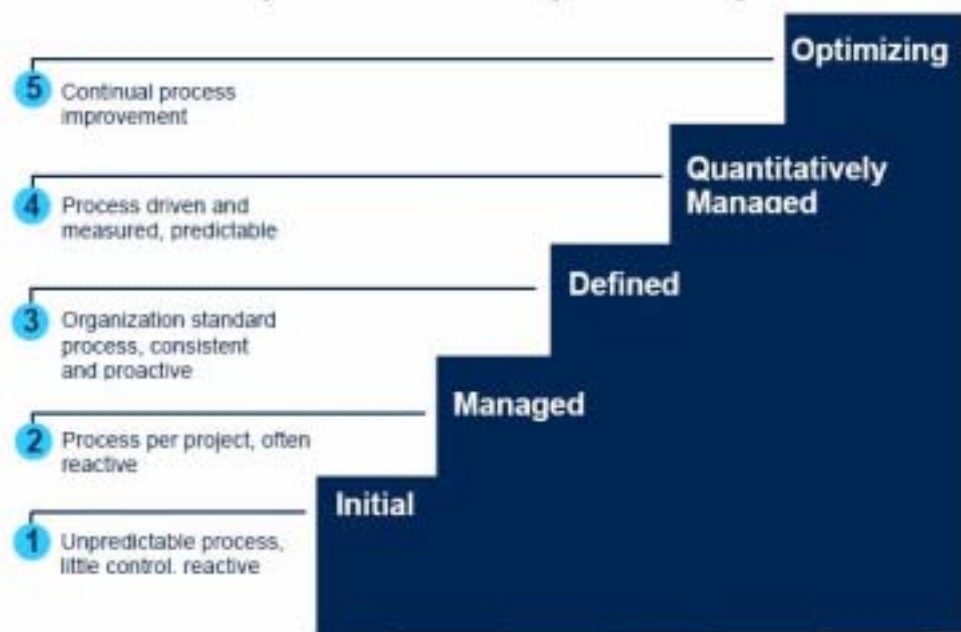 Optimizing
5
Continual process
improvement
Quantitatively
Managed
4
Process driven and
measured, predictable
Defined
3
Organization standard
process, consistent
and proactive
Managed
2
Process per project, often
reactive
Initial
1
Unpredictable process,
little control. reactive